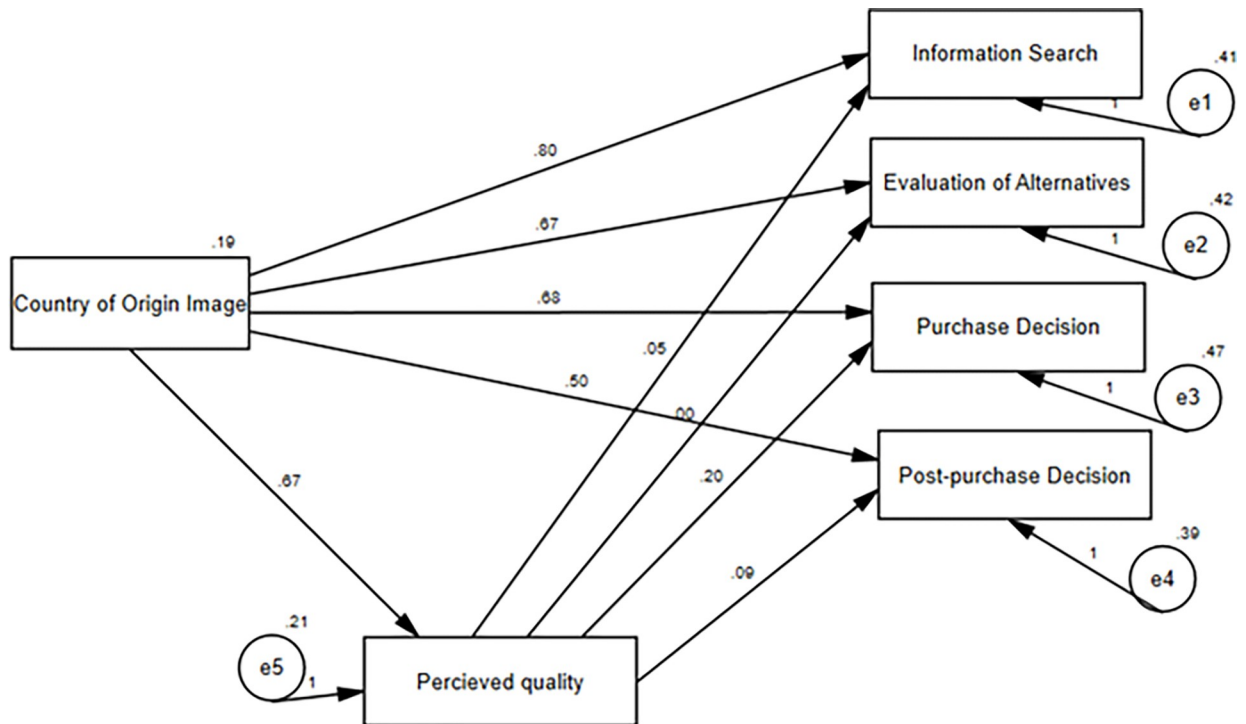 Information Search
.41
e1
1
.80
Evaluation of Alternatives
.42
e2
1
.67
.19
Country of Origin Image
.68
Purchase Decision
.47
e3
1
.05
.50
.00
Post-purchase Decision
.39
e4
1
.67
.20
.09
.21
e5
1
Percieved quality